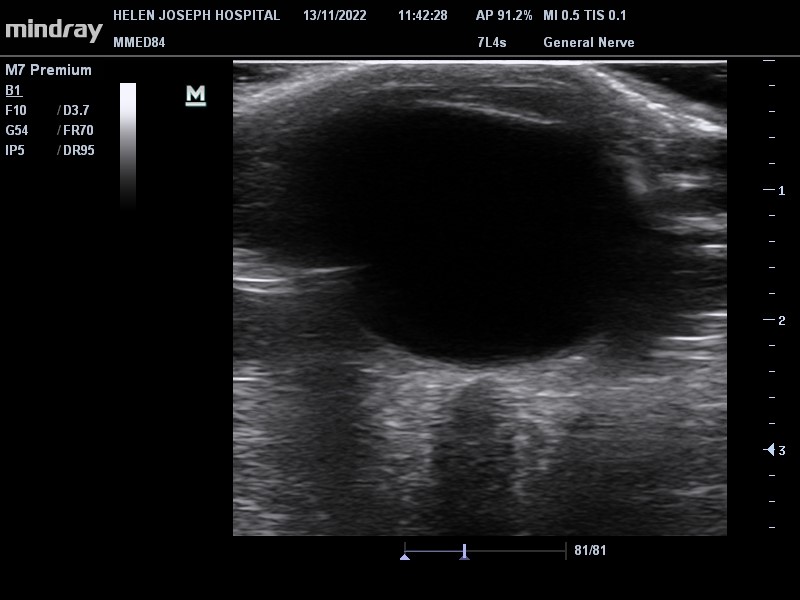 mindray
HELEN JOSEPH HOSPITAL 13/11/2022 11:42:28 AP 91.2% MI 0.5 TIS 0.1
MMED84 7L4s General Nerve
M7 Premium
B1
F10 / D3.7
G54 / FR70
IP5 / DR95
M
1
2
3
81/81